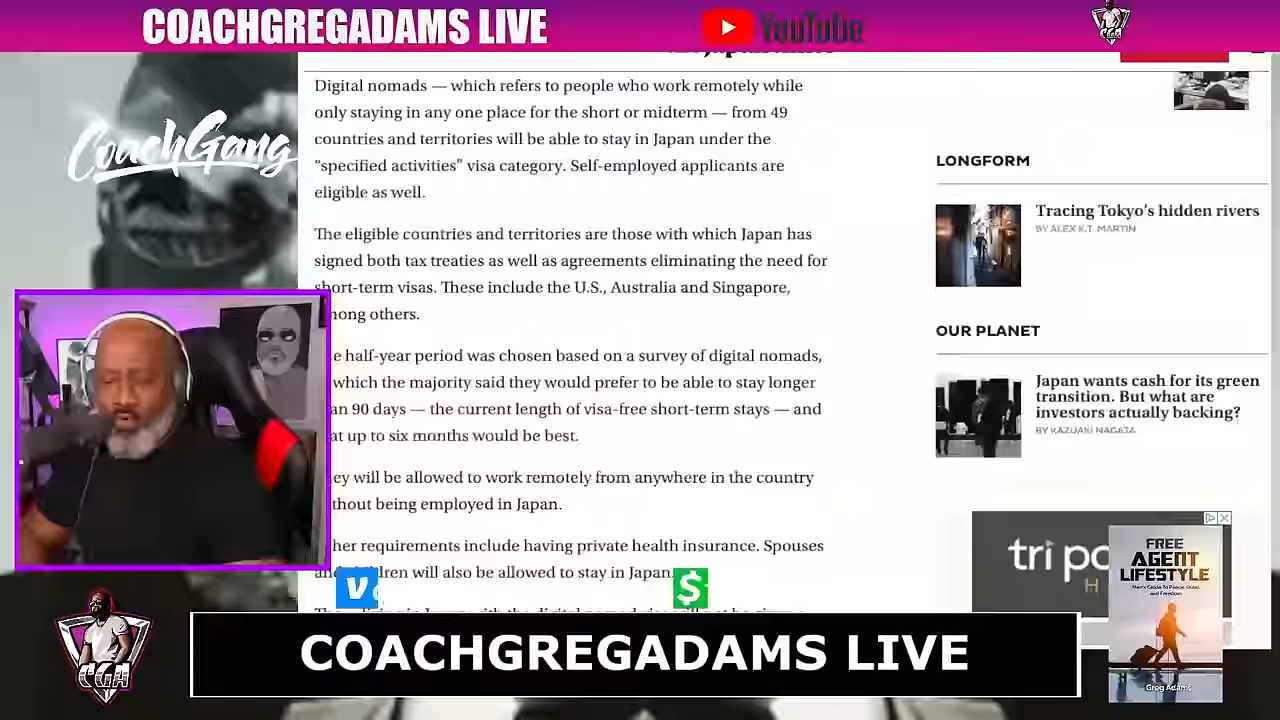 COACHGREGADAMS LIVE
YouTube
CoachGang
Digital nomads — which refers to people who work remotely while
only staying in any one place for the short or midterm — from 49
countries and territories will be able to stay in Japan under the
“specified activities” visa category. Self-employed applicants are
eligible as well.
The eligible countries and territories are those with which Japan has
signed both tax treaties as well as agreements eliminating the need for
short-term visas. These include the U.S., Australia and Singapore,
mong others.
e half-year period was chosen based on a survey of digital nomads,
which the majority said they would prefer to be able to stay longer
an 90 days — the current length of visa-free short-term stays — and
at up to six months would be best.
ey will be allowed to work remotely from anywhere in the country
thout being employed in Japan.
her requirements include having private health insurance. Spouses
and children will also be allowed to stay in Japan
LONGFORM
Tracing Tokyo’s hidden rivers
BY ALEX K.T. MARTIN
OUR PLANET
Japan wants cash for its green
transition. But what are
investors actually backing?
BY KAZUAKI NAGATA
tri po
H
FREE
AGENT
LIFESTYLE
Greg Adams
V
$
CGA
COACHGREGADAMS LIVE